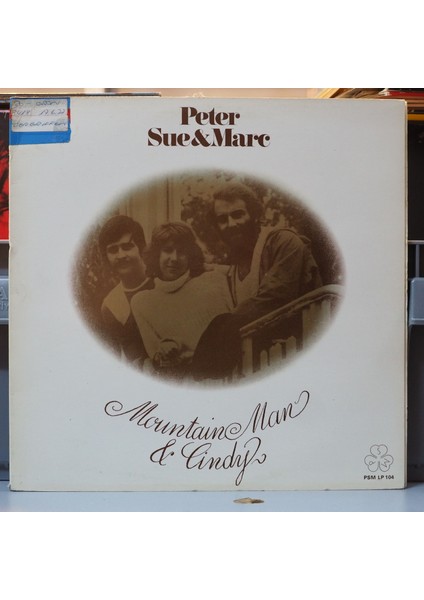 Peter
Sue & Marc
Mountain Man
& Cindy
PSM LP 104